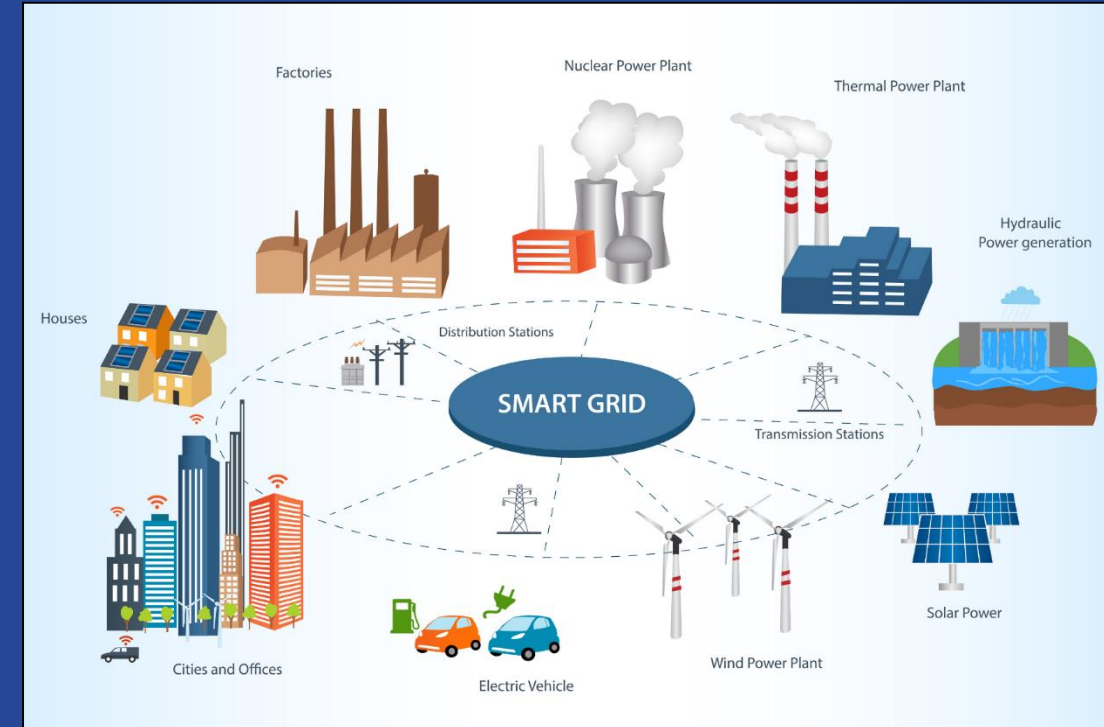 Factories
Nuclear Power Plant
Thermal Power Plant
Hydraulic
Power generation
Houses
Distribution Stations
SMART GRID
Transmission Stations
Solar Power
Wind Power Plant
Cities and Offices
Electric Vehicle